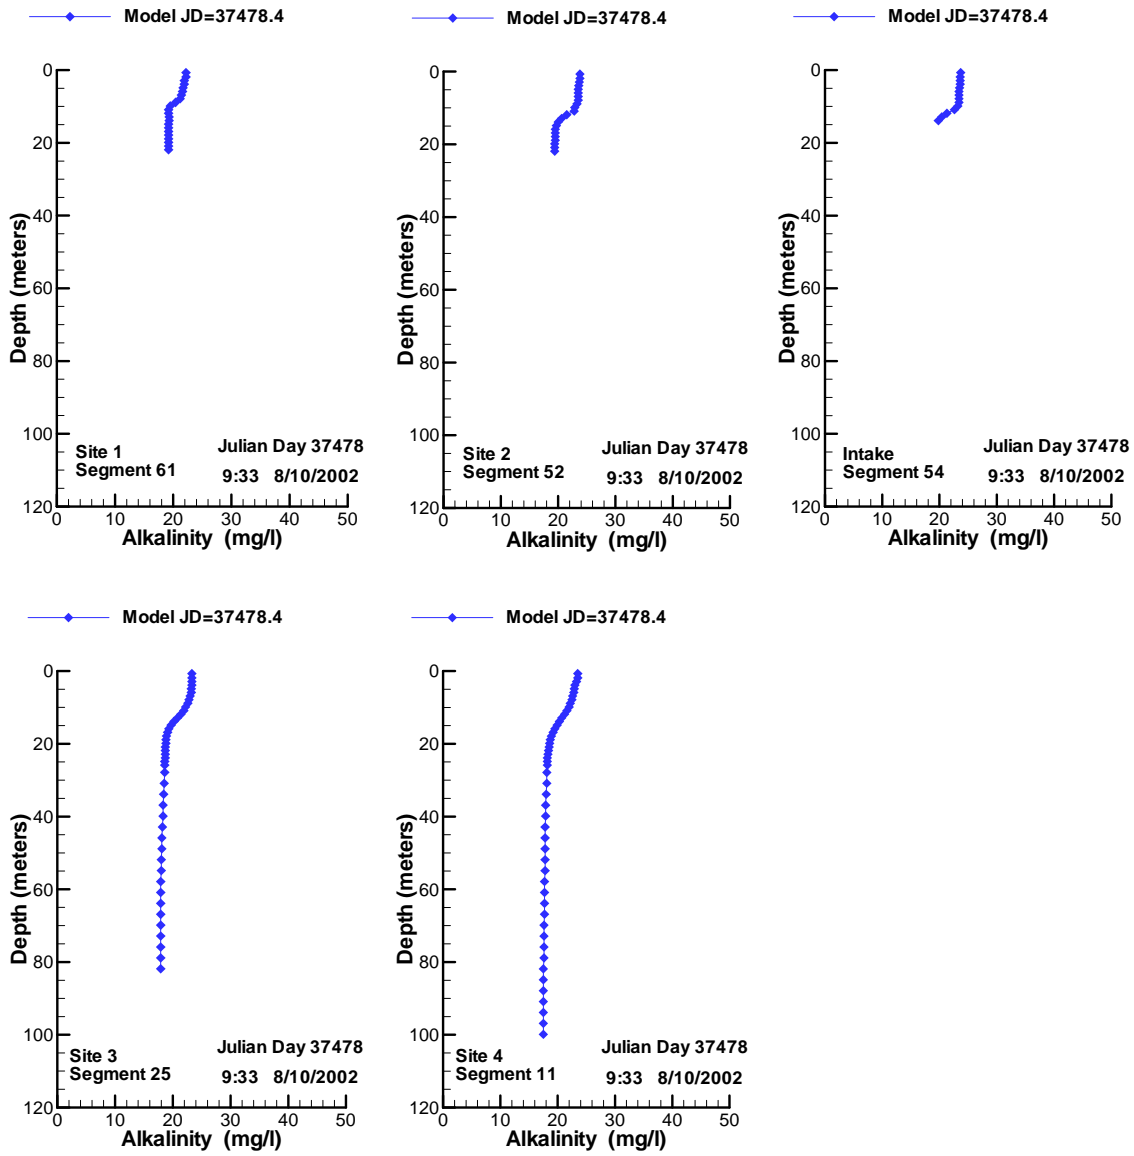 Model JD=37478.4
0
20
40
60
80
100
120
Depth (meters)
Site 1
Segment 61
Julian Day 37478
9:33 8/10/2002
0 10 20 30 40 50
Alkalinity (mg/l)
Model JD=37478.4
0
20
40
60
80
100
120
Depth (meters)
Site 2
Segment 52
Julian Day 37478
9:33 8/10/2002
0 10 20 30 40 50
Alkalinity (mg/l)
Model JD=37478.4
0
20
40
60
80
100
120
Depth (meters)
Intake
Segment 54
Julian Day 37478
9:33 8/10/2002
0 10 20 30 40 50
Alkalinity (mg/l)
Model JD=37478.4
0
20
40
60
80
100
120
Depth (meters)
Site 3
Segment 25
Julian Day 37478
9:33 8/10/2002
0 10 20 30 40 50
Alkalinity (mg/l)
Model JD=37478.4
0
20
40
60
80
100
120
Depth (meters)
Site 4
Segment 11
Julian Day 37478
9:33 8/10/2002
0 10 20 30 40 50
Alkalinity (mg/l)